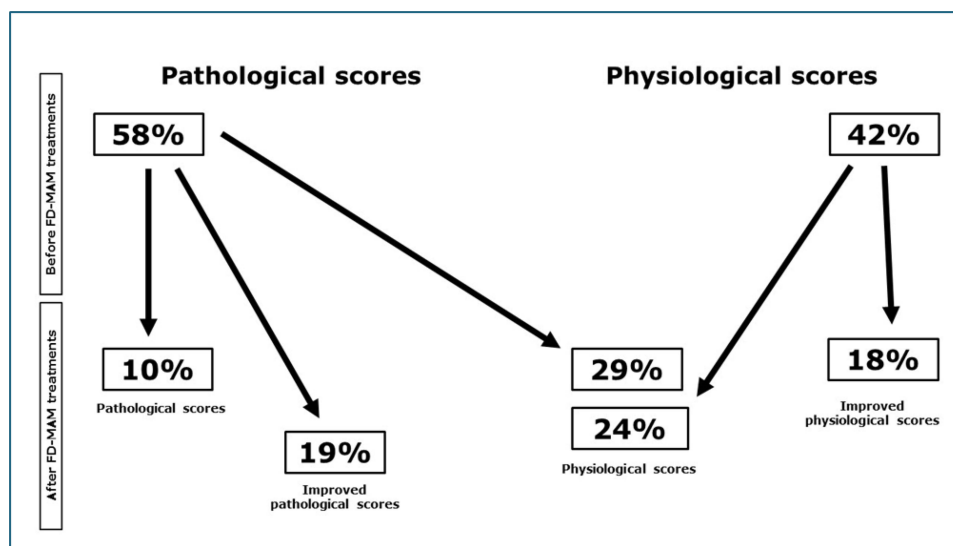 Pathological scores
Physiological scores
Before FD-MAM treatments
58%
42%
After FD-MAM treatments
10%
Pathological scores
19%
Improved
pathological scores
29%
24%
Physiological scores
18%
Improved
physiological scores